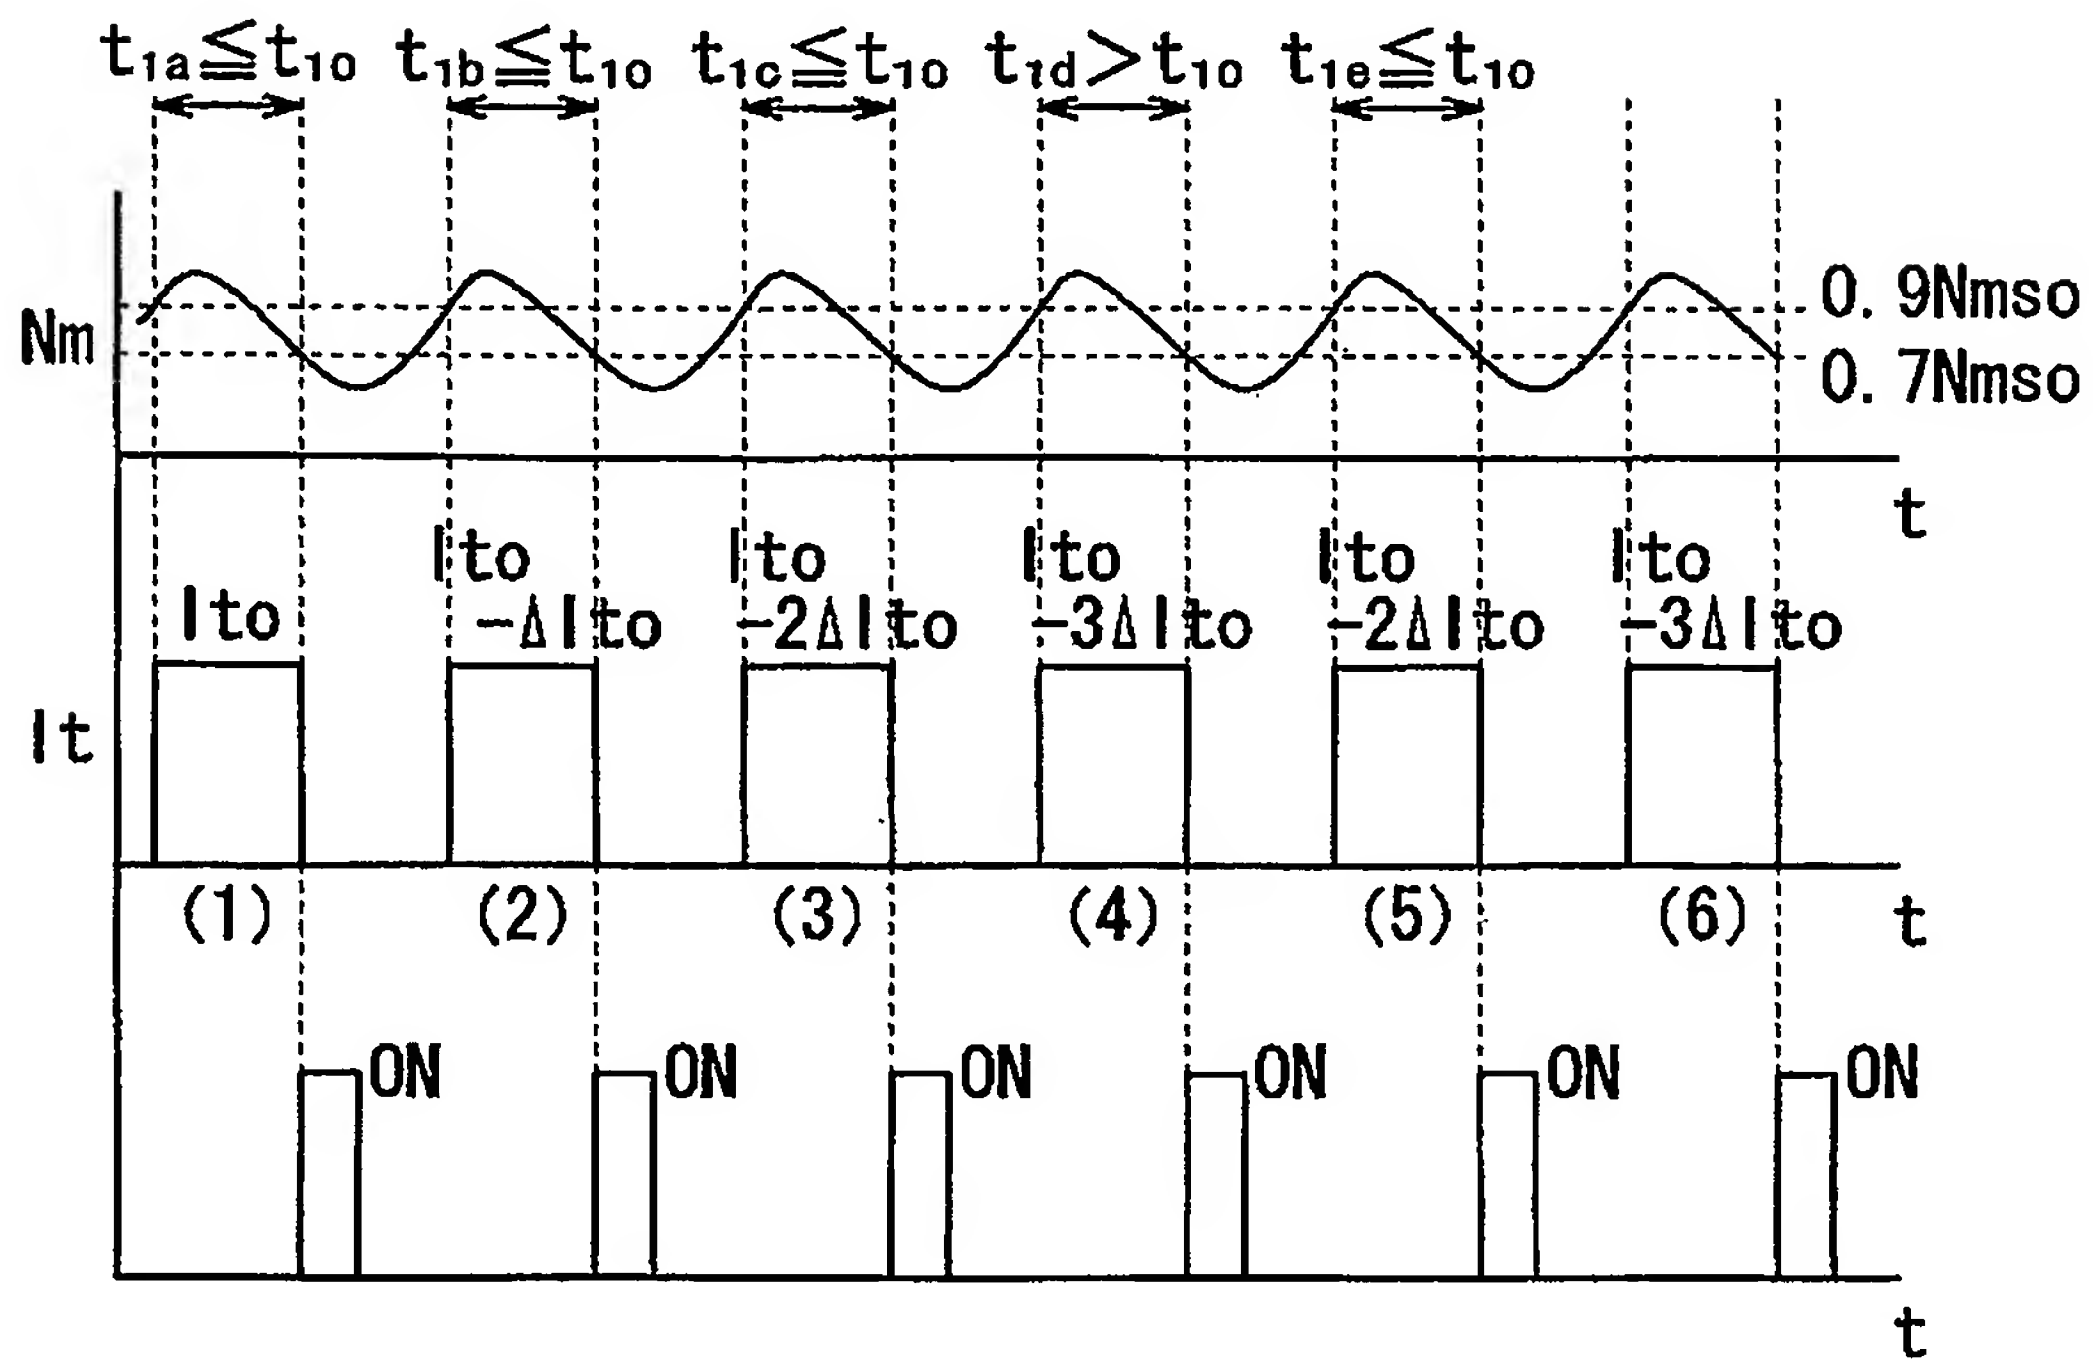 t1a≦t10 t1b≦t10 t1c≦t10 t1d>t10 t1e≦t10
0. 9Nmso
Nm
0. 7Nmso
t
Ito Ito Ito Ito Ito
Ito -ΔIto -2ΔIto -3ΔIto -2ΔIto -3ΔIto
It
(1) (2) (3) (4) (5) (6) t
ON ON ON ON ON ON
t